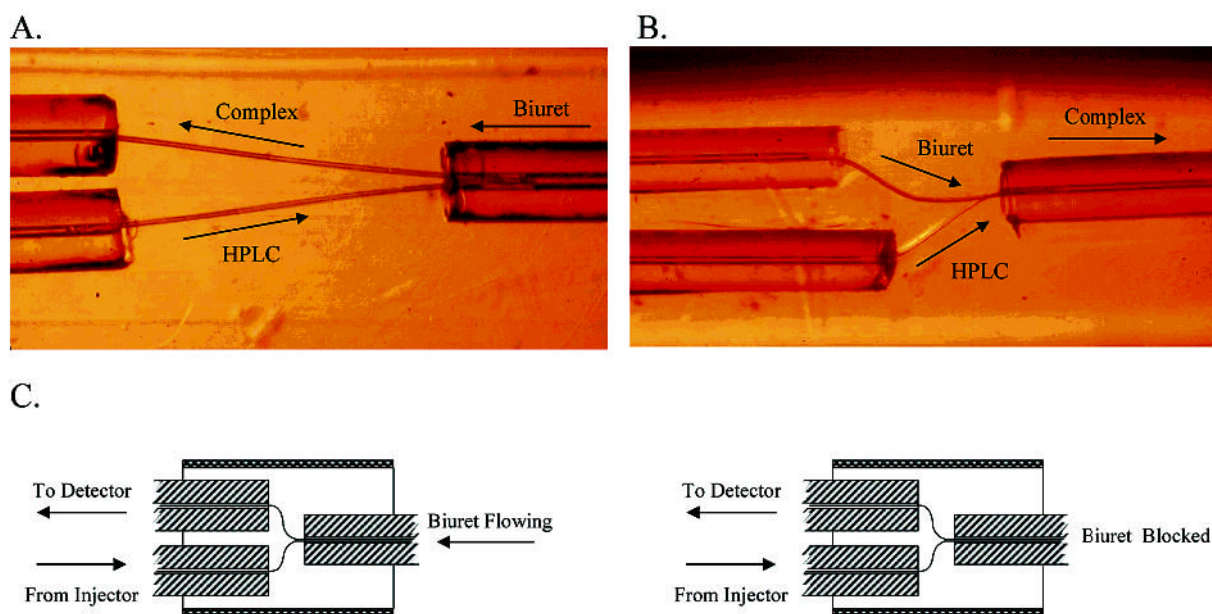 A.
Complex
Biuret
HPLC
B.
Complex
Biuret
HPLC
C.
To Detector
From Injector
Biuret Flowing
To Detector
From Injector
Biuret Blocked